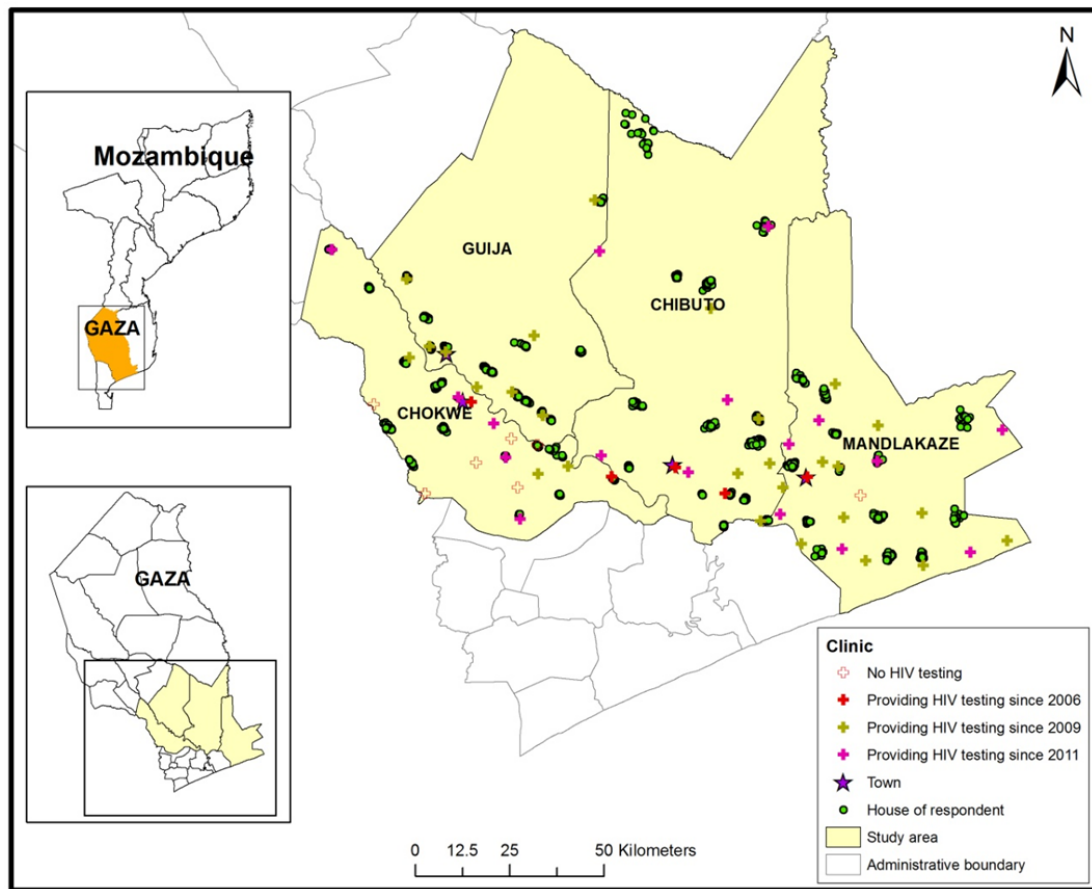 N
Mozambique
GAZA
GAZA
GUIJA
CHIBUTO
CHOKWE
MANDLAKAZE
Clinic
No HIV testing
Providing HIV testing since 2006
Providing HIV testing since 2009
Providing HIV testing since 2011
Town
House of respondent
Study area
Administrative boundary
0 12.5 25 50 Kilometers